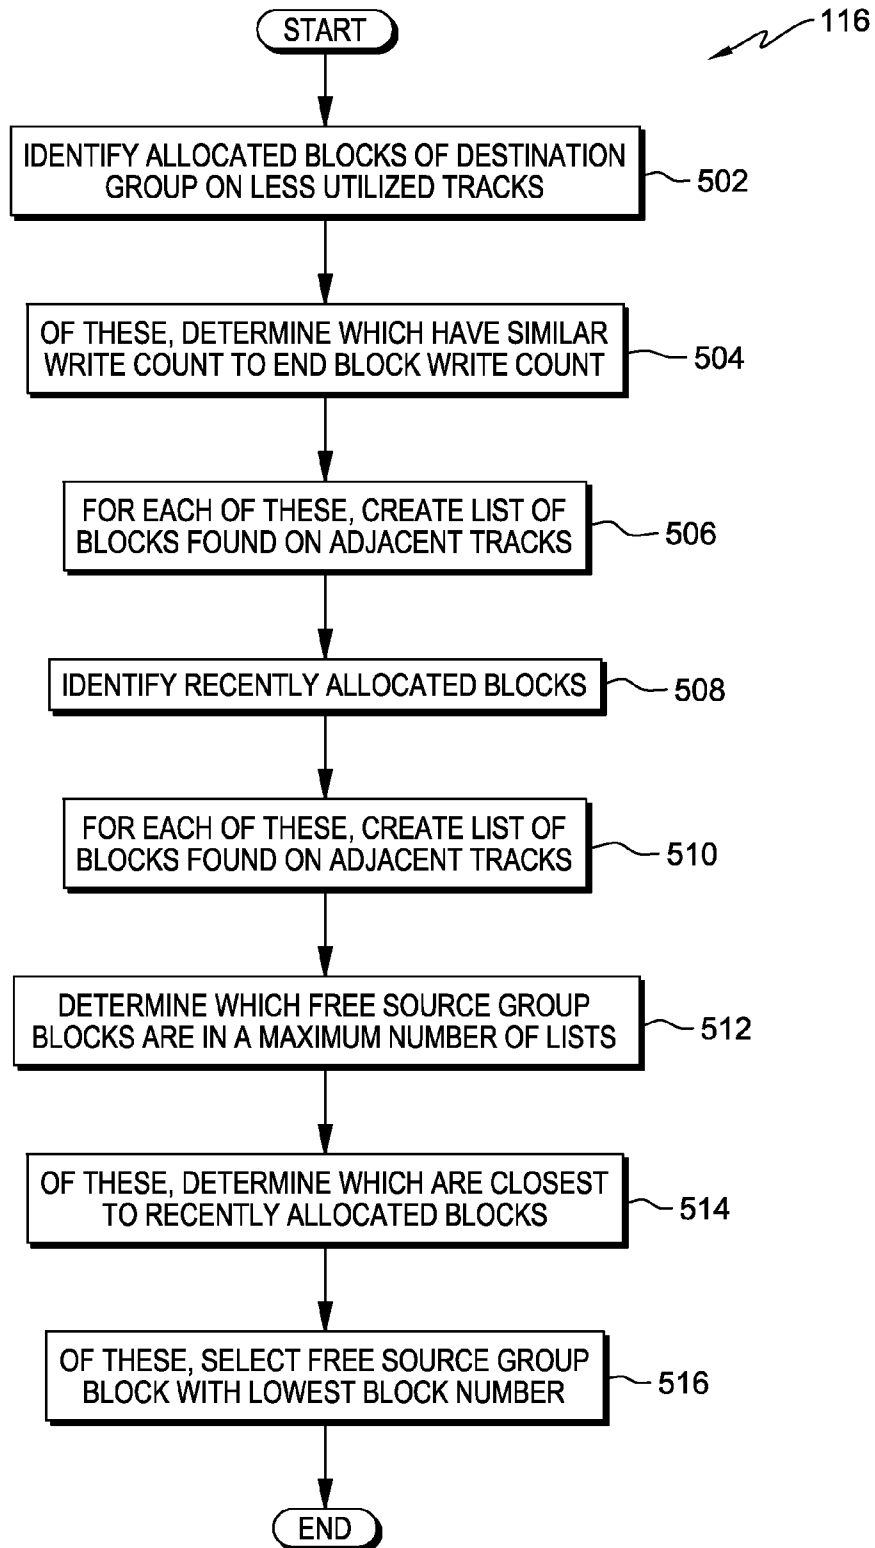 START
116
IDENTIFY ALLOCATED BLOCKS OF DESTINATION
GROUP ON LESS UTILIZED TRACKS
502
OF THESE, DETERMINE WHICH HAVE SIMILAR
WRITE COUNT TO END BLOCK WRITE COUNT
504
FOR EACH OF THESE, CREATE LIST OF
BLOCKS FOUND ON ADJACENT TRACKS
506
IDENTIFY RECENTLY ALLOCATED BLOCKS
508
FOR EACH OF THESE, CREATE LIST OF
BLOCKS FOUND ON ADJACENT TRACKS
510
DETERMINE WHICH FREE SOURCE GROUP
BLOCKS ARE IN A MAXIMUM NUMBER OF LISTS
512
OF THESE, DETERMINE WHICH ARE CLOSEST
TO RECENTLY ALLOCATED BLOCKS
514
OF THESE, SELECT FREE SOURCE GROUP
BLOCK WITH LOWEST BLOCK NUMBER
516
END